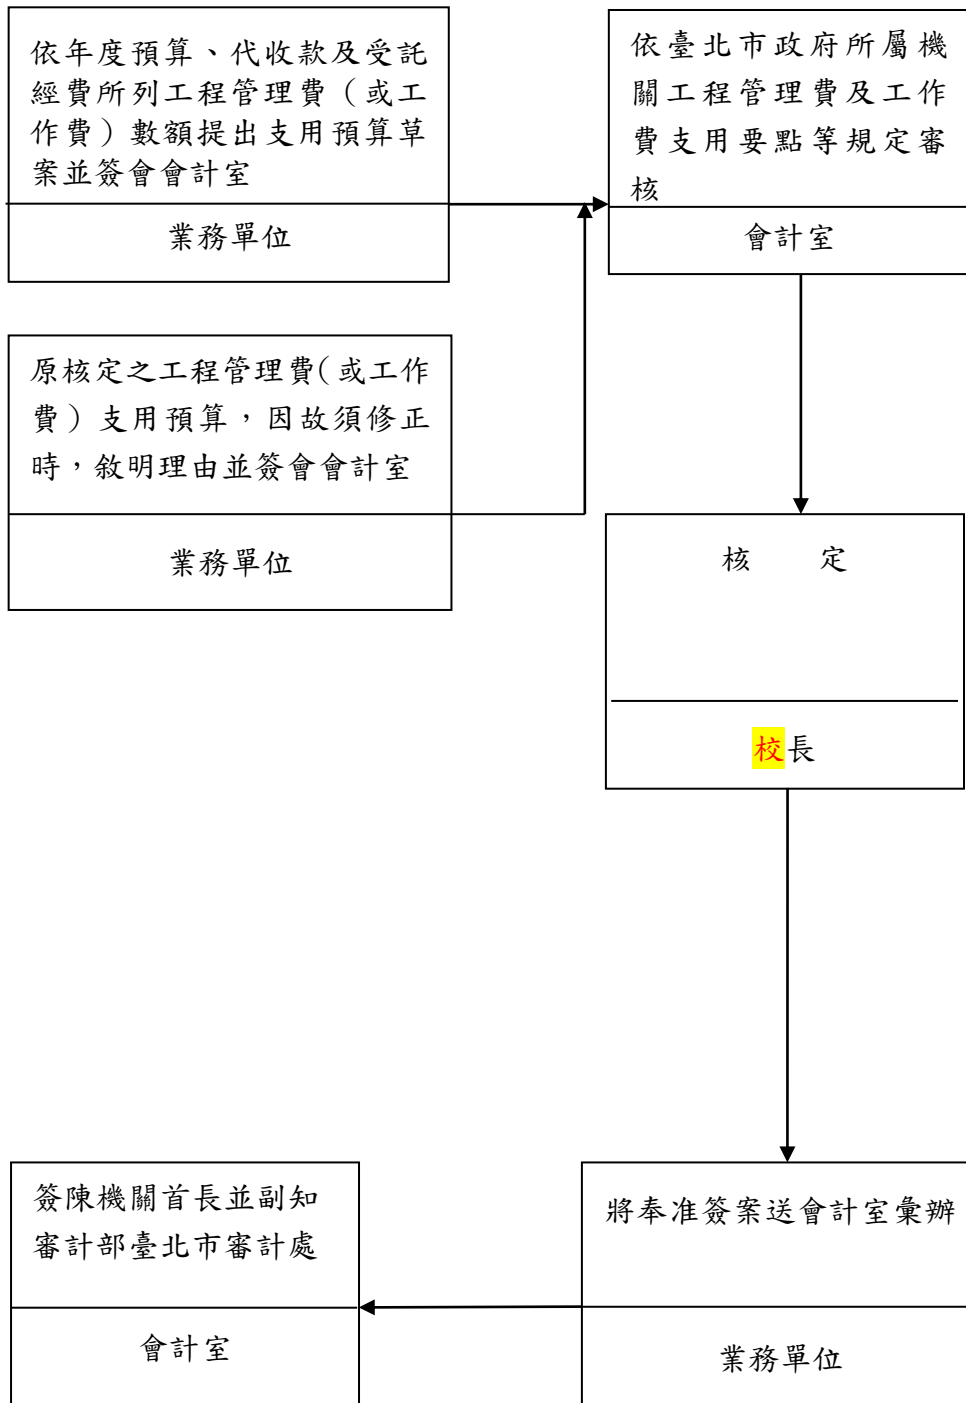 依年度預算、代收款及受託
經費所列工程管理費（或工
作費）數額提出支用預算草
案並簽會會計室
業務單位
依臺北市政府所屬機
關工程管理費及工作
費支用要點等規定審
核
會計室
原核定之工程管理費(或工作
費）支用預算，因故須修正
時，敘明理由並簽會會計室
業務單位
核　　定
校長
將奉准簽案送會計室彙辦
業務單位
簽陳機關首長並副知
審計部臺北市審計處
會計室